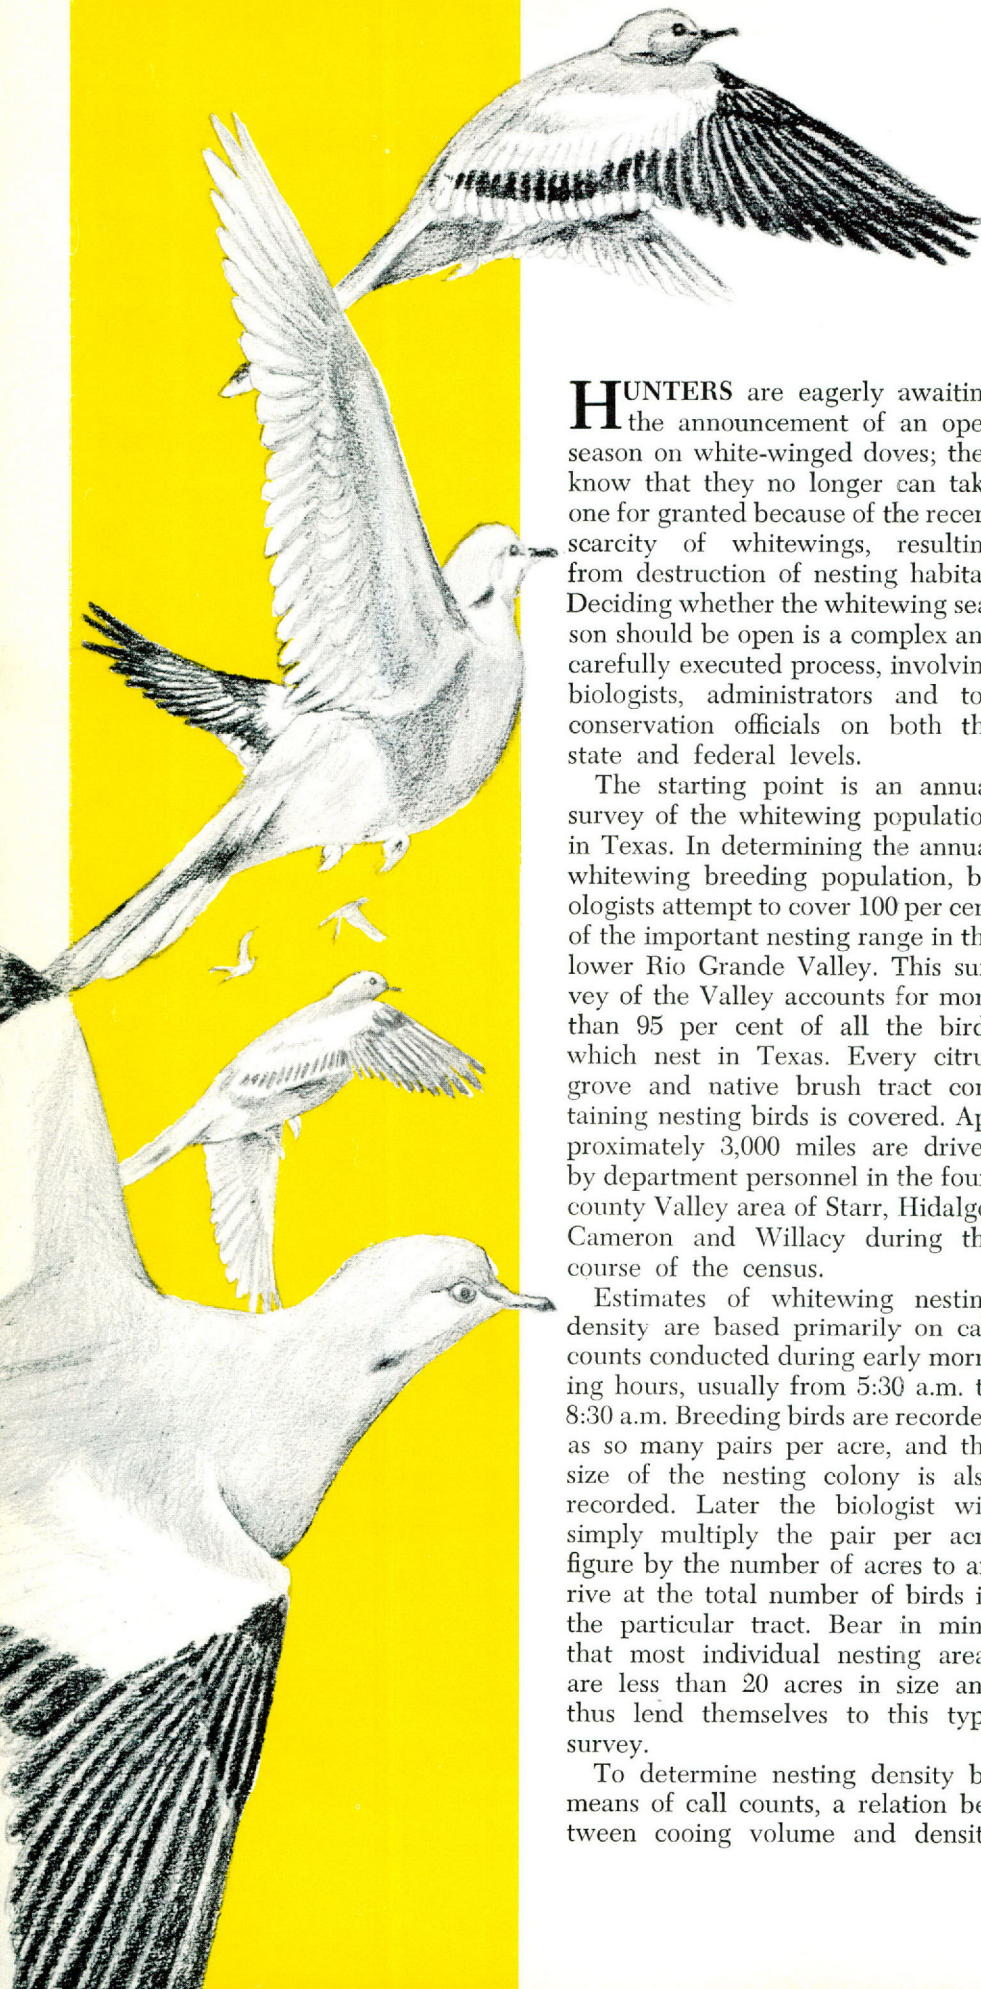 HUNTERS are eagerly awaitin
the announcement of an ope
season on white-winged doves; the
know that they no longer can tak
one for granted because of the recen
scarcity of whitewings, resultin
from destruction of nesting habita
Deciding whether the whitewing sea
son should be open is a complex an
carefully executed process, involvin
biologists, administrators and to
conservation officials on both th
state and federal levels.
The starting point is an annua
survey of the whitewing populatio
in Texas. In determining the annua
whitewing breeding population, b
ologists attempt to cover 100 per cen
of the important nesting range in th
lower Rio Grande Valley. This sur
vey of the Valley accounts for mor
than 95 per cent of all the bird
which nest in Texas. Every citru
grove and native brush tract con
taining nesting birds is covered. Ap
proximately 3,000 miles are drive
by department personnel in the four
county Valley area of Starr, Hidalgo
Cameron and Willacy during th
course of the census.
Estimates of whitewing nestin
density are based primarily on ca
counts conducted during early morn
ing hours, usually from 5:30 a.m. t
8:30 a.m. Breeding birds are recorde
as so many pairs per acre, and th
size of the nesting colony is als
recorded. Later the biologist wi
simply multiply the pair per acr
figure by the number of acres to ar
rive at the total number of birds i
the particular tract. Bear in min
that most individual nesting area
are less than 20 acres in size an
thus lend themselves to this typ
survey.
To determine nesting density b
means of call counts, a relation be
tween cooing volume and densit